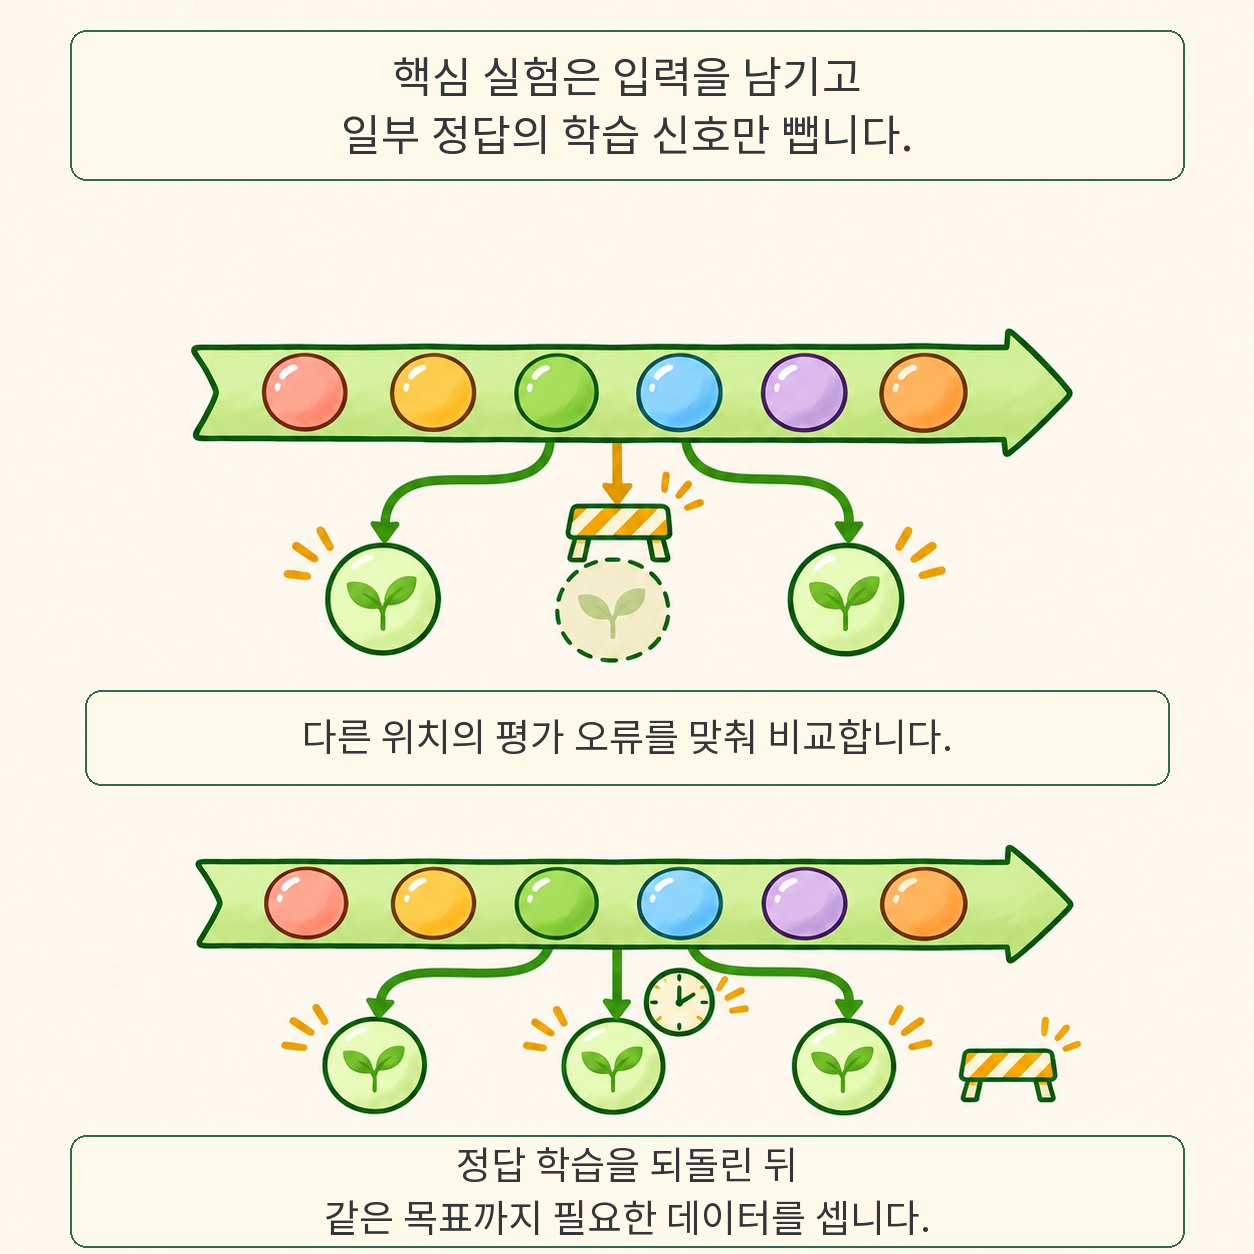 핵심 실험은 입력을 남기고
일부 정답의 학습 신호만 뺍니다.
다른 위치의 평가 오류를 맞춰 비교합니다.
정답 학습을 되돌린 뒤
같은 목표까지 필요한 데이터를 셉니다.